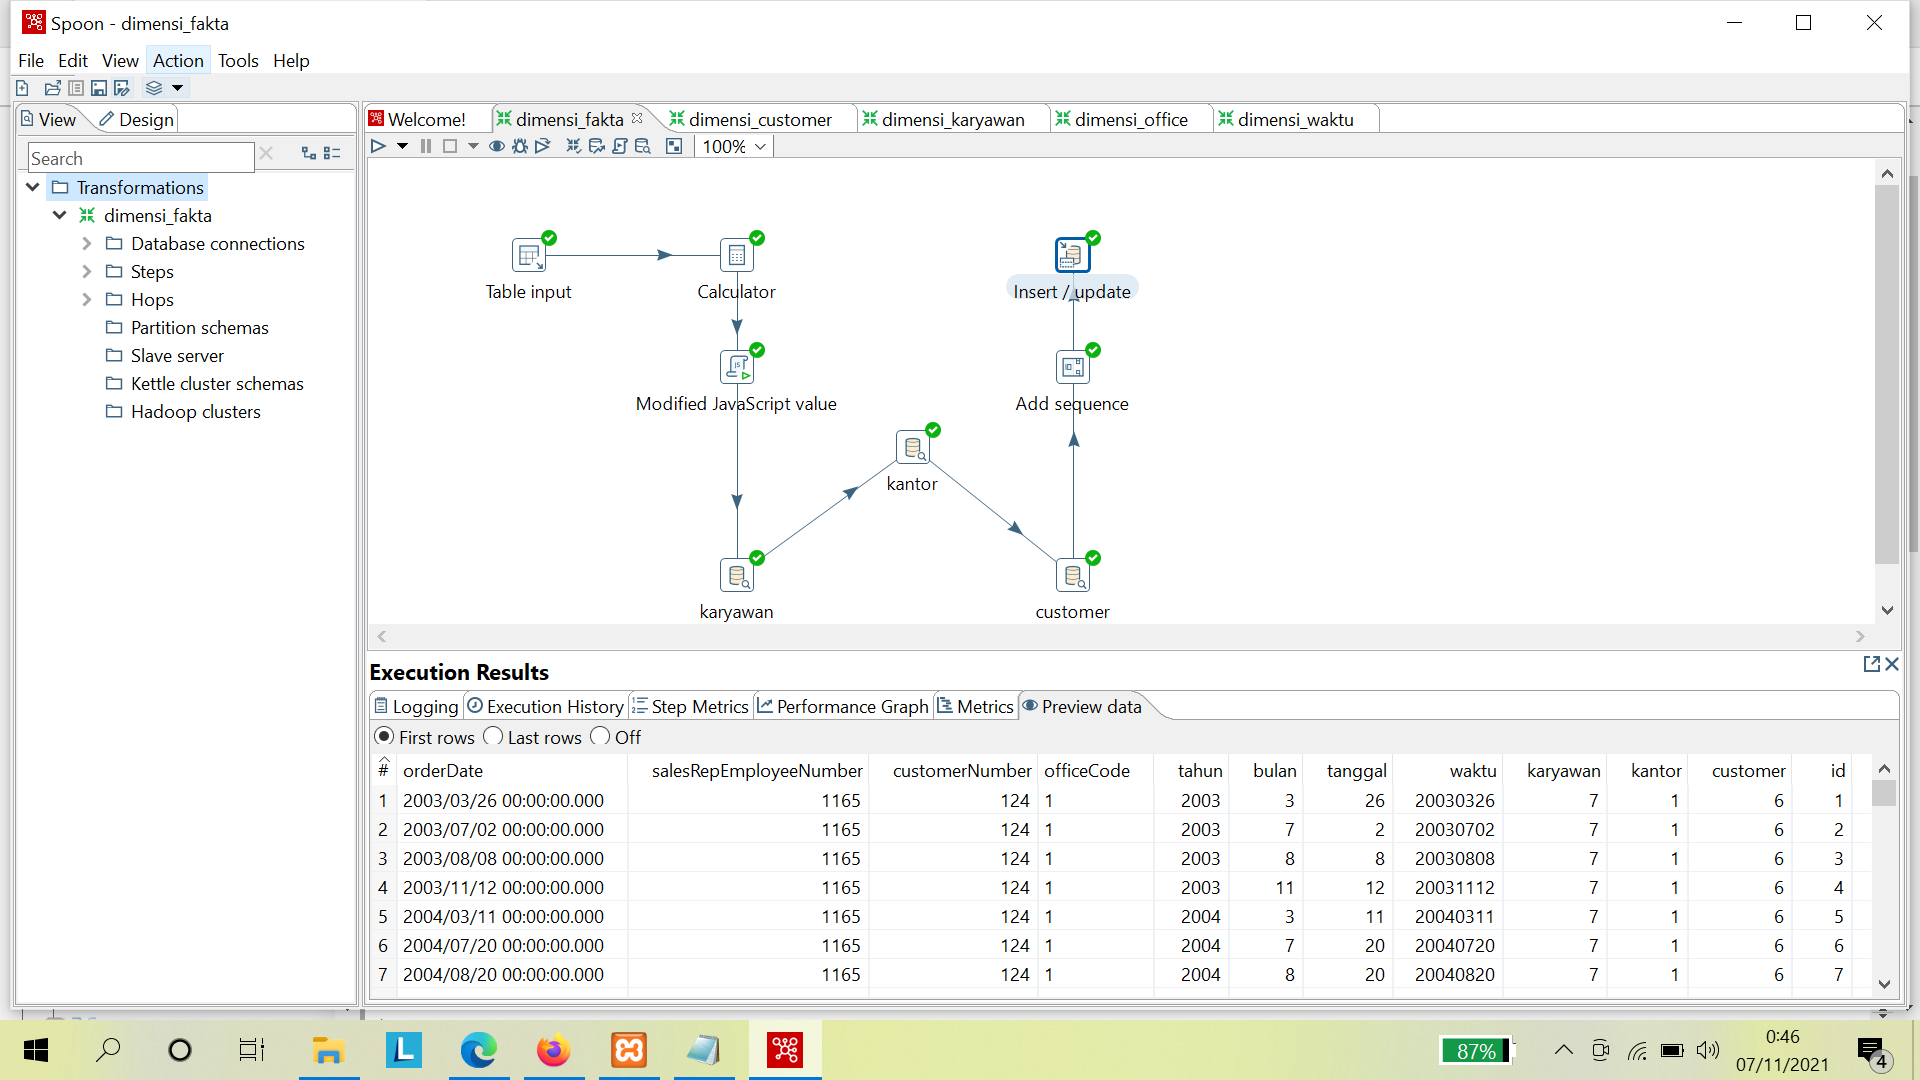 Spoon - dimensi_fakta
File Edit View Action Tools Help
View Design
Welcome! dimensi_fakta dimensi_customer dimensi_karyawan dimensi_office dimensi_waktu
100%
Search
Transformations
dimensi_fakta
Database connections
Steps
Hops
Partition schemas
Slave server
Kettle cluster schemas
Hadoop clusters
Table input Calculator Insert / update
Modified JavaScript value Add sequence
kantor
karyawan customer
Execution Results
Logging Execution History Step Metrics Performance Graph Metrics Preview data
First rows Last rows Off
# orderDate salesRepEmployeeNumber customerNumber officeCode tahun bulan tanggal waktu karyawan kantor customer id
1 2003/03/26 00:00:00.000 1165 124 1 2003 3 26 20030326 7 1 6 1
2 2003/07/02 00:00:00.000 1165 124 1 2003 7 2 20030702 7 1 6 2
3 2003/08/08 00:00:00.000 1165 124 1 2003 8 8 20030808 7 1 6 3
4 2003/11/12 00:00:00.000 1165 124 1 2003 11 12 20031112 7 1 6 4
5 2004/03/11 00:00:00.000 1165 124 1 2004 3 11 20040311 7 1 6 5
6 2004/07/20 00:00:00.000 1165 124 1 2004 7 20 20040720 7 1 6 6
7 2004/08/20 00:00:00.000 1165 124 1 2004 8 20 20040820 7 1 6 7
L
87%
0:46
07/11/2021
4